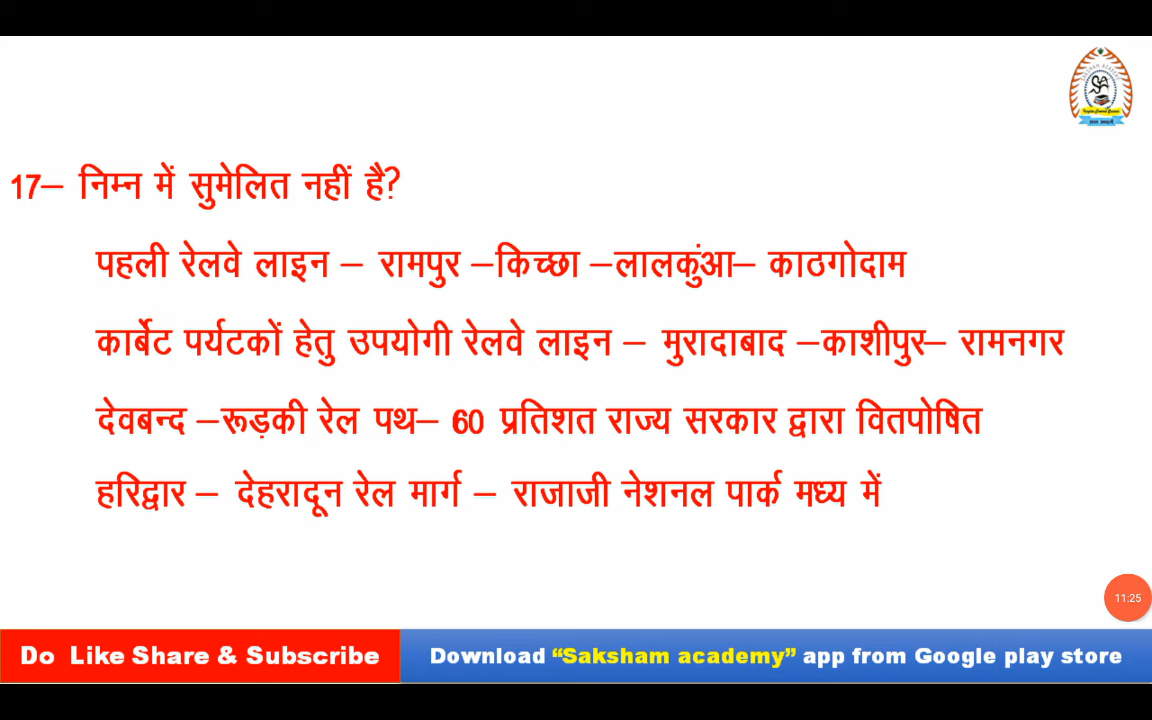 17– निम्न में सुमेलित नहीं है?
पहली रेलवे लाइन – रामपुर –किच्छा –लालकुंआ– काठगोदाम
कार्बेट पर्यटकों हेतु उपयोगी रेलवे लाइन – मुरादाबाद –काशीपुर– रामनगर
देवबन्द –रूड़की रेल पथ– 60 प्रतिशत राज्य सरकार द्वारा वितपोषित
हरिद्वार – देहरादून रेल मार्ग – राजाजी नेशनल पार्क मध्य में
11:25
Do Like Share & Subscribe
Download “Saksham academy” app from Google play store